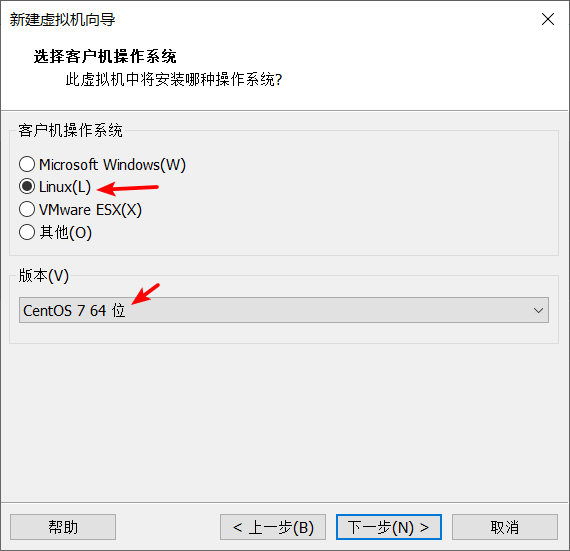 新建虚拟机向导
选择客户机操作系统
此虚拟机中将安装哪种操作系统?
客户机操作系统
Microsoft Windows(W)
Linux(L)
VMware ESX(X)
其他(O)
版本(V)
CentOS 7 64 位
帮助
< 上一步(B)
下一步(N) >
取消